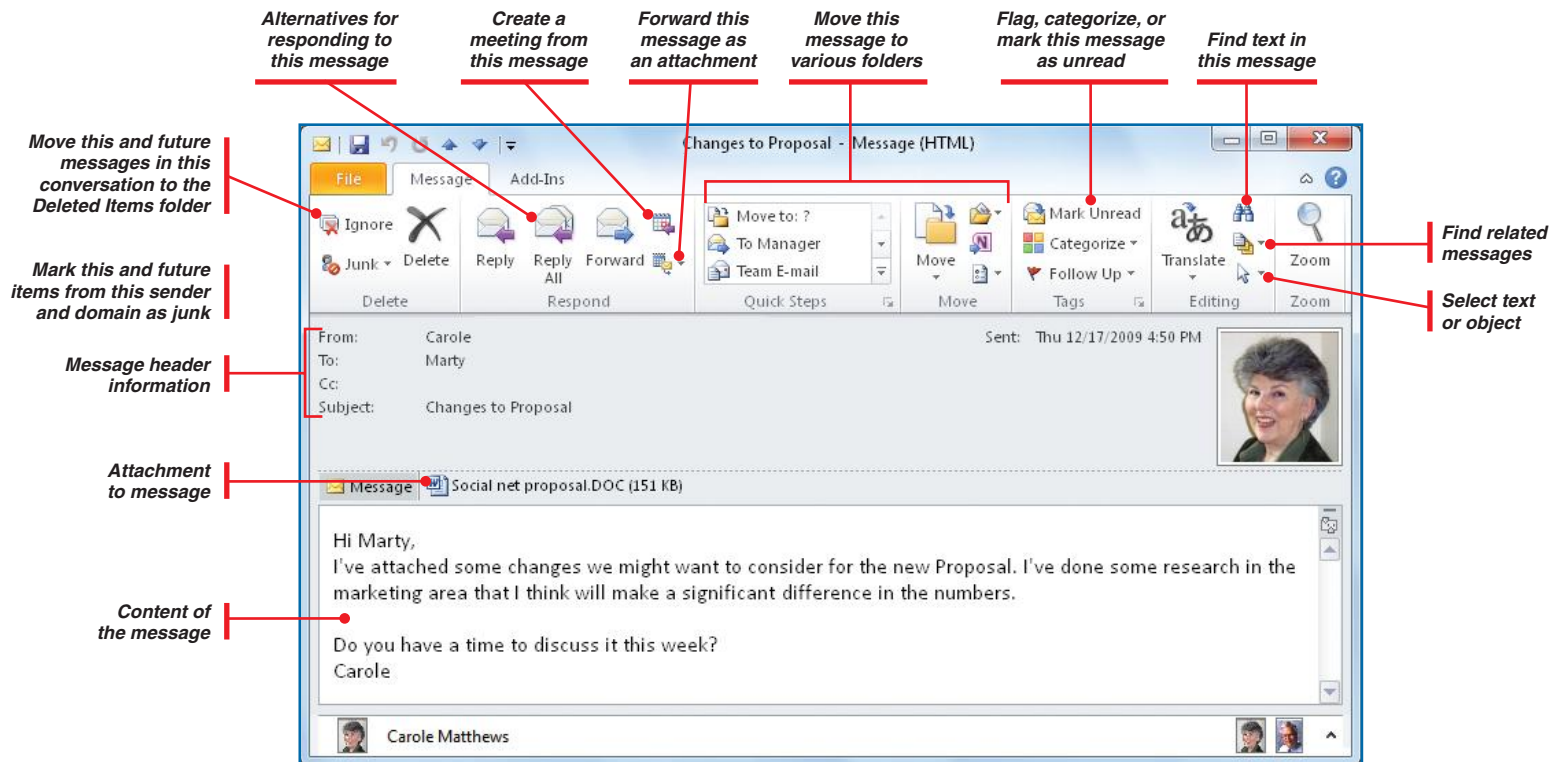 Alternatives for
responding to
this message
Create a
meeting from
this message
Forward this
message as
an attachment
Move this
message to
various folders
Flag, categorize, or
mark this message
as unread
Find text in
this message
Move this and future
messages in this
conversation to the
Deleted Items folder
Mark this and future
items from this sender
and domain as junk
Message header
information
Attachment
to message
Content of
the message
Find related
messages
Select text
or object
Changes to Proposal - Message (HTML)
File Message Add-Ins
Ignore
Junk
Delete
Delete
Reply
Reply
All
Forward
Respond
Move to: ?
To Manager
Team E-mail
Quick Steps
Move
Move
Mark Unread
Categorize
Follow Up
Tags
Translate
Editing
Zoom
Zoom
From: Carole
Sent: Thu 12/17/2009 4:50 PM
To: Marty
Cc:
Subject: Changes to Proposal
Message Social net proposal.DOC (151 KB)
Hi Marty,
I've attached some changes we might want to consider for the new Proposal. I've done some research in the
marketing area that I think will make a significant difference in the numbers.
Do you have a time to discuss it this week?
Carole
Carole Matthews